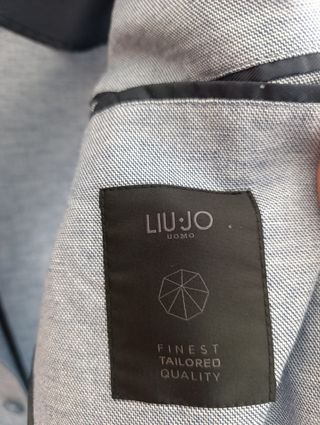 LIU·JO
UOMO
FINEST
TAILORED
QUALITY